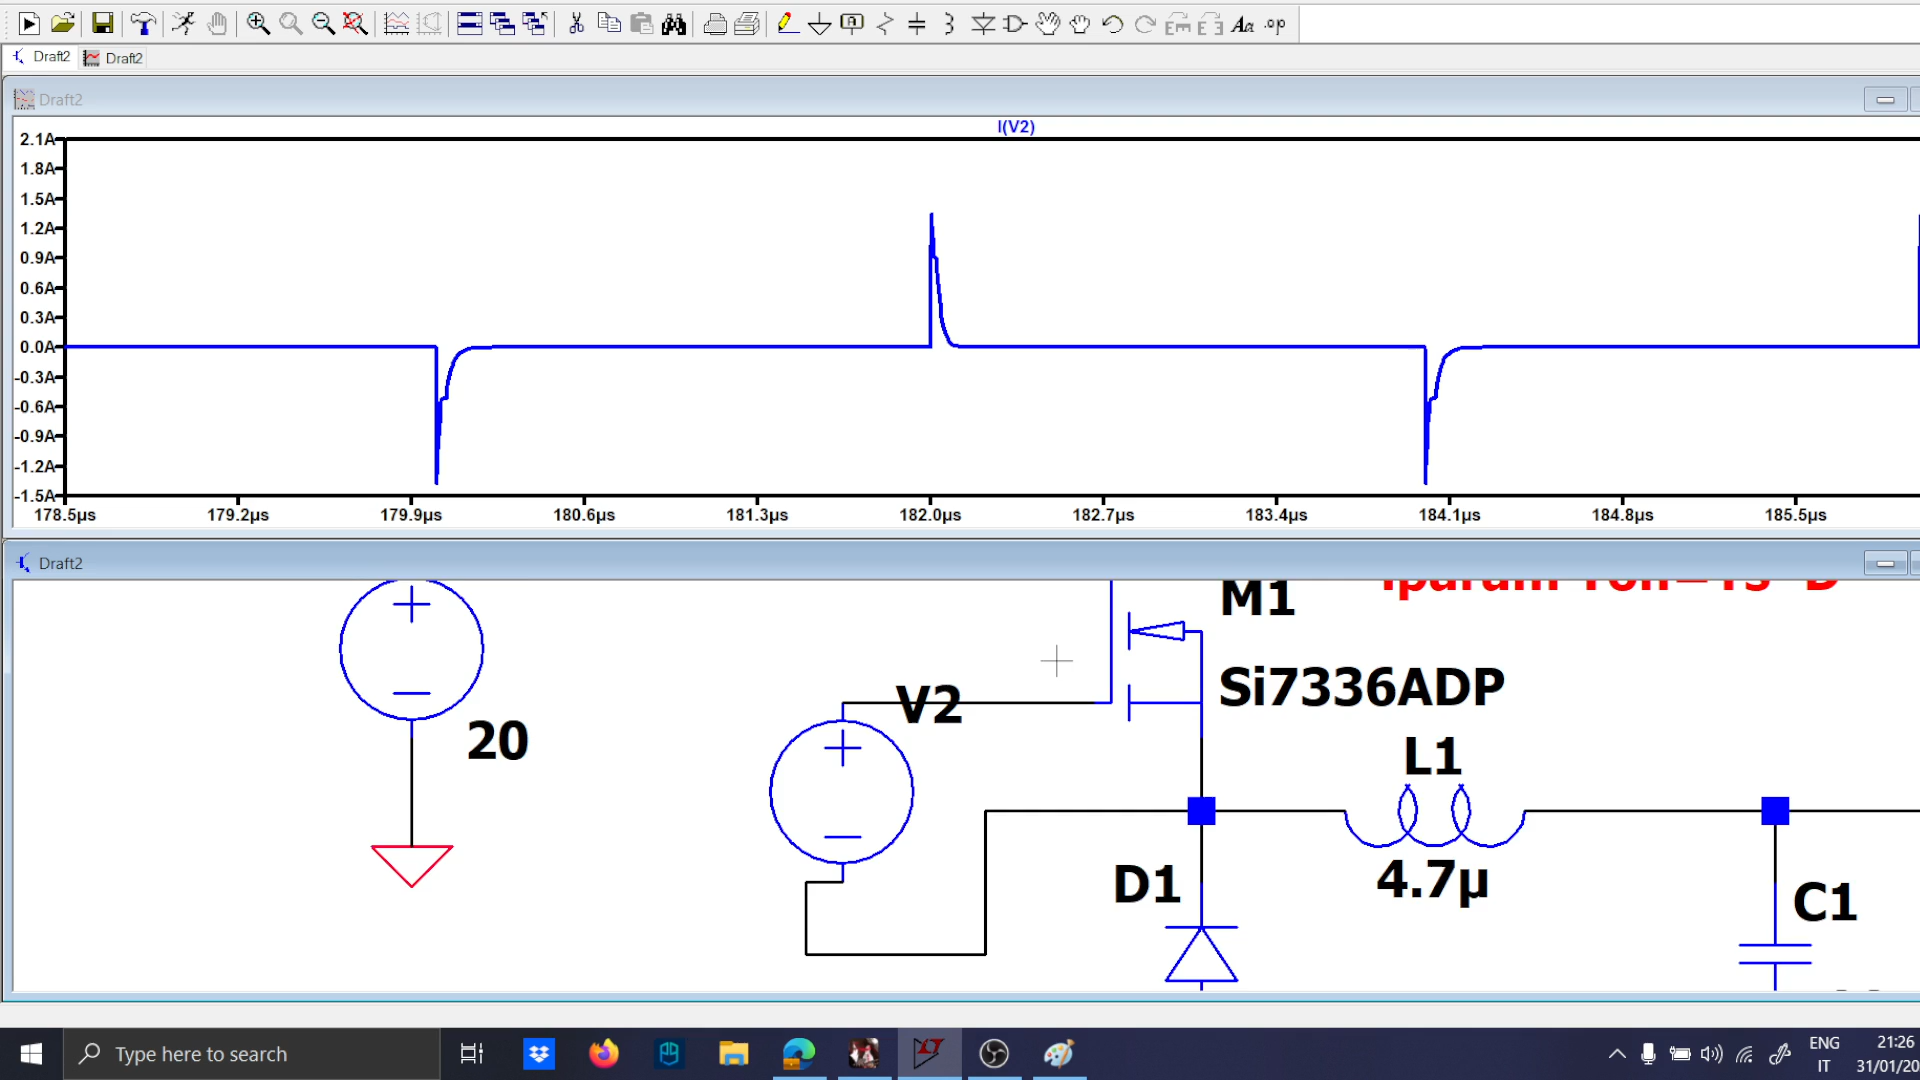 Draft2 Draft2
Draft2
I(V2)
2.1A
1.8A
1.5A
1.2A
0.9A
0.6A
0.3A
0.0A
-0.3A
-0.6A
-0.9A
-1.2A
-1.5A
178.5µs 179.2µs 179.9µs 180.6µs 181.3µs 182.0µs 182.7µs 183.4µs 184.1µs 184.8µs 185.5µs
Draft2
M1
Si7336ADP
V2
20
L1
4.7µ
D1
C1
Type here to search
ENG
IT
21:26
31/01/20